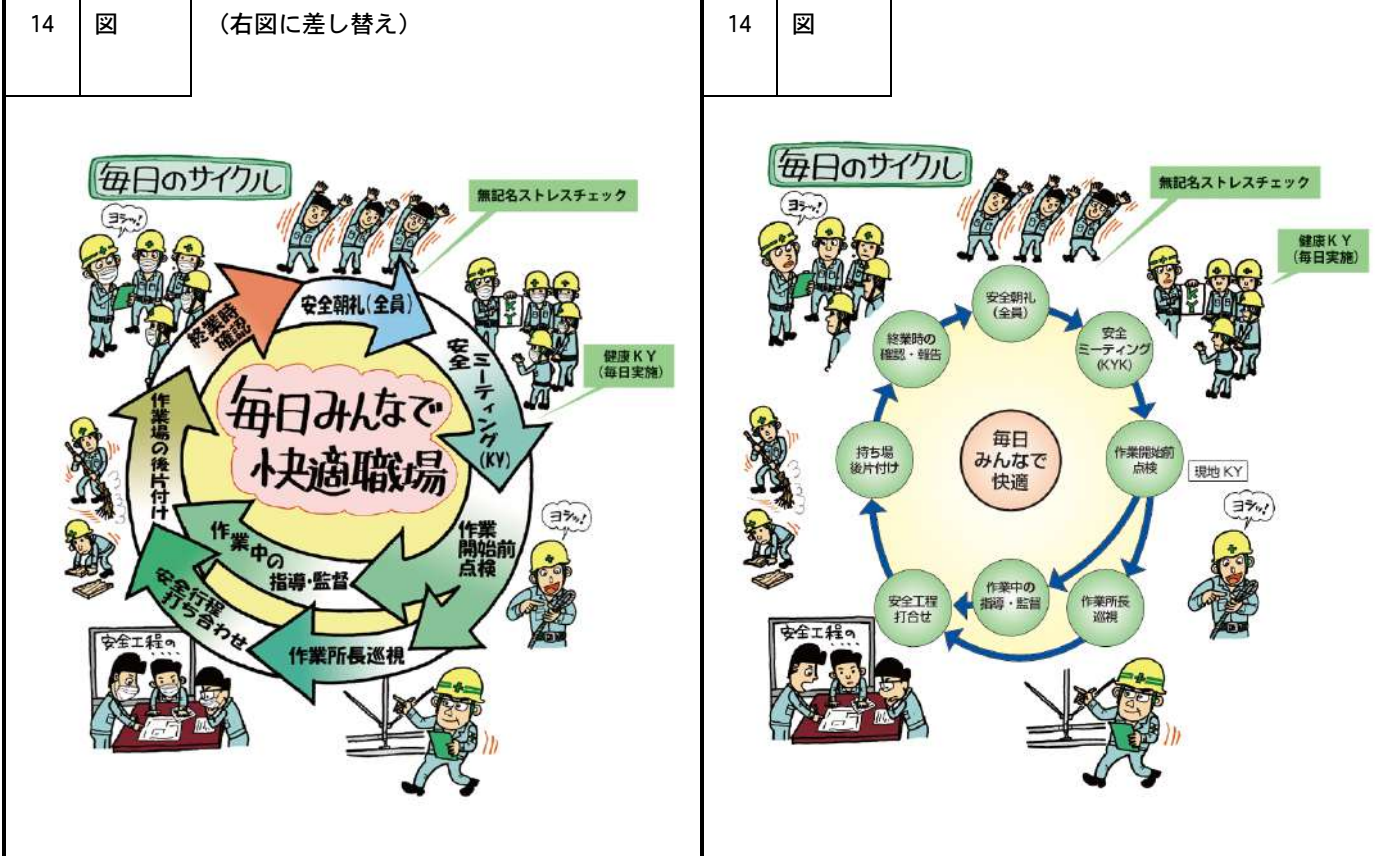 14 図 （右図に差し替え）
毎日のサイクル
ヨシッ!
無記名ストレスチェック
安全朝礼(全員)
KY
安全
ミーティング(KY)
健康ＫＹ
（毎日実施）
終業時
確認
毎日みんなで
快適職場
作業場の後片付け
作業
開始前
点検
ヨシッ!
作業中の
指導・監督
安全行程
打ち合わせ
作業所長巡視
安全工程の
14 図
毎日のサイクル
ヨシッ!
無記名ストレスチェック
健康ＫＹ
（毎日実施）
KY
安全朝礼
(全員)
安全
ミーティング
(KYK)
終業時の
確認・報告
毎日
みんなで
快適
持ち場
後片付け
作業開始前
点検
現地 KY
ヨシッ!
作業中の
指導・監督
安全工程
打合せ
作業所長
巡視
安全工程の